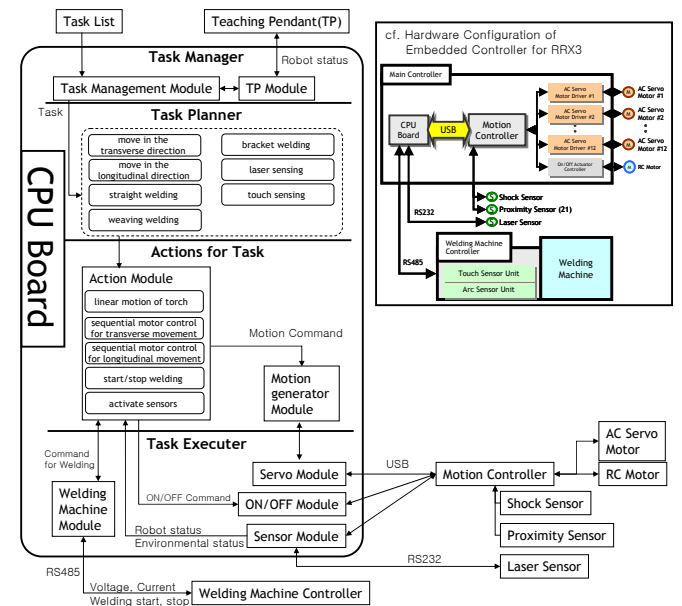 Task List
Teaching Pendant(TP)
Robot status
Task Manager
Task Management Module
TP Module
Task
Task Planner
move in the
transverse direction
bracket welding
move in the
longitudinal direction
laser sensing
straight welding
touch sensing
weaving welding
CPU Board
Actions for Task
Action Module
linear motion of torch
sequential motor control
for transverse movement
sequential motor control
for longitudinal movement
start/stop welding
activate sensors
Motion Command
Motion
generator
Module
Task Executer
Command
for Welding
Servo Module
USB
Motion Controller
AC Servo
Motor
RC Motor
Welding
Machine
Module
ON/OFF Command
ON/OFF Module
Shock Sensor
Robot status
Environmental status
Sensor Module
Proximity Sensor
RS232
Laser Sensor
RS485
Voltage, Current
Welding start, stop
Welding Machine Controller
cf. Hardware Configuration of
Embedded Controller for RRX3
Main Controller
CPU
Board
USB
Motion
Controller
AC Servo
Motor Driver #1
M
AC Servo
Motor #1
AC Servo
Motor Driver #2
M
AC Servo
Motor #2
AC Servo
Motor Driver #12
M
AC Servo
Motor #12
On/Off Actuator
Controller
M
RC Motor
S Shock Sensor
S Proximity Sensor (21)
S Laser Sensor
RS232
RS485
Welding Machine
Controller
Touch Sensor Unit
Arc Sensor Unit
Welding
Machine